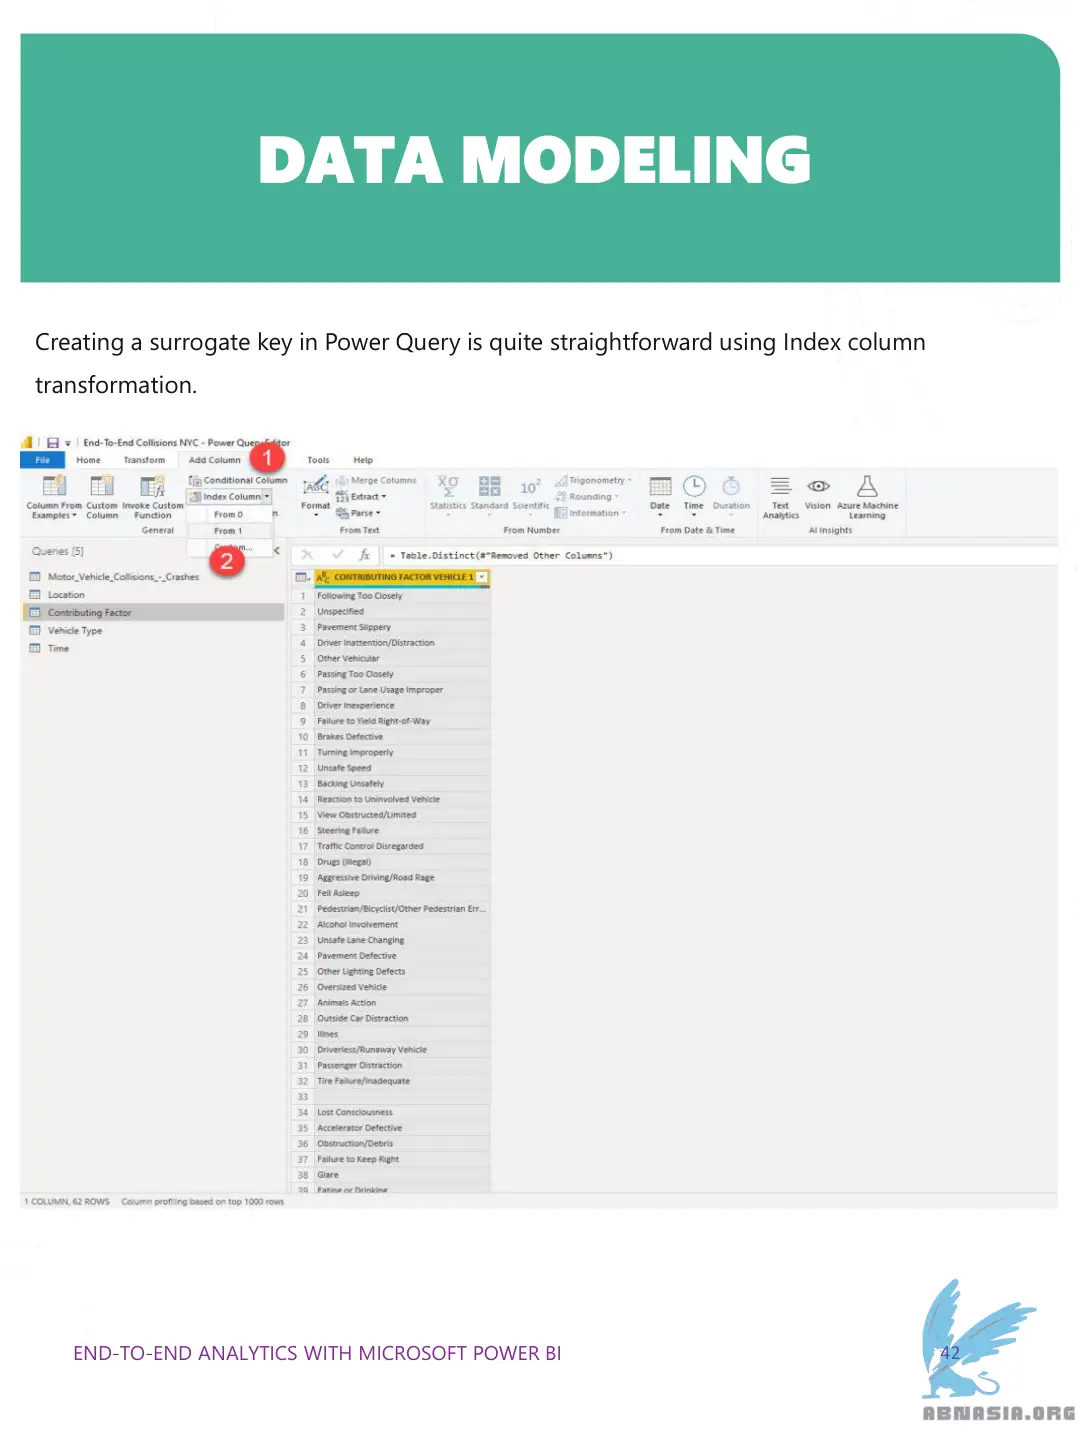 DATA MODELING
Creating a surrogate key in Power Query is quite straightforward using Index column
transformation.
End-To-End Collisions NYC - Power Query Editor
File Home Transform Add Column 1 Tools Help
Column From Examples
Custom Column
Invoke Custom Function
Conditional Column
Index Column
From 0
From 1
2
General
Format
Merge Columns
ABC 123 Extract
Parse
From Text
Statistics Standard Scientific
10²
Trigonometry
Rounding
Information
From Number
Date Time Duration
From Date & Time
Text Analytics
Vision
Azure Machine Learning
AI Insights
Queries [5]
Motor_Vehicle_Collisions_-_Crashes
Location
Contributing Factor
Vehicle Type
Time
fx = Table.Distinct(#"Removed Other Columns")
CONTRIBUTING FACTOR VEHICLE 1
1 Following Too Closely
2 Unspecified
3 Pavement Slippery
4 Driver Inattention/Distraction
5 Other Vehicular
6 Passing Too Closely
7 Passing or Lane Usage Improper
8 Driver Inexperience
9 Failure to Yield Right-of-Way
10 Brakes Defective
11 Turning Improperly
12 Unsafe Speed
13 Backing Unsafely
14 Reaction to Uninvolved Vehicle
15 View Obstructed/Limited
16 Steering Failure
17 Traffic Control Disregarded
18 Drugs (illegal)
19 Aggressive Driving/Road Rage
20 Fell Asleep
21 Pedestrian/Bicyclist/Other Pedestrian Err...
22 Alcohol Involvement
23 Unsafe Lane Changing
24 Pavement Defective
25 Other Lighting Defects
26 Oversized Vehicle
27 Animals Action
28 Outside Car Distraction
29 Illnes
30 Driverless/Runaway Vehicle
31 Passenger Distraction
32 Tire Failure/Inadequate
33
34 Lost Consciousness
35 Accelerator Defective
36 Obstruction/Debris
37 Failure to Keep Right
38 Glare
39 Eating or Drinking
1 COLUMN, 62 ROWS Column profiling based on top 1000 rows
END-TO-END ANALYTICS WITH MICROSOFT POWER BI
42
ABNASIA.ORG